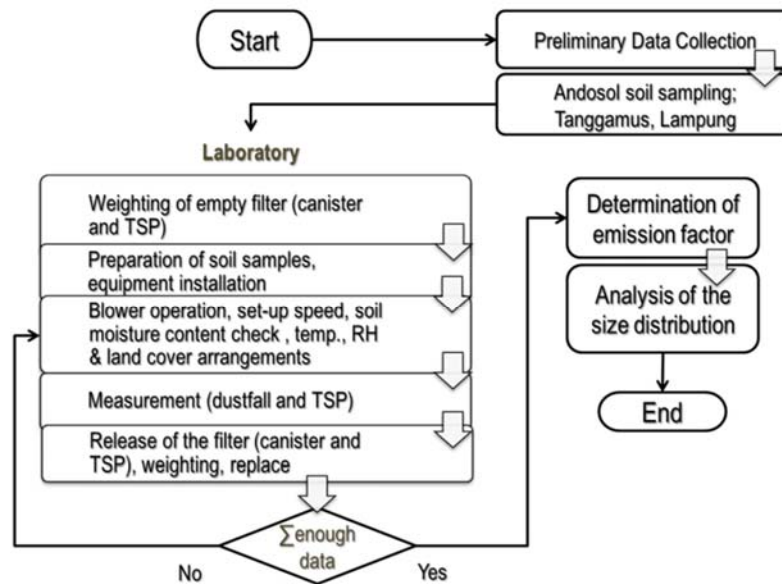 Start
Preliminary Data Collection
Andosol soil sampling;
Tanggamus, Lampung
Laboratory
Weighting of empty filter (canister
and TSP)
Preparation of soil samples,
equipment installation
Blower operation, set-up speed, soil
moisture content check , temp., RH
& land cover arrangements
Measurement (dustfall and TSP)
Release of the filter (canister and
TSP), weighting, replace
∑enough
data
No
Yes
Determination of
emission factor
Analysis of the
size distribution
End